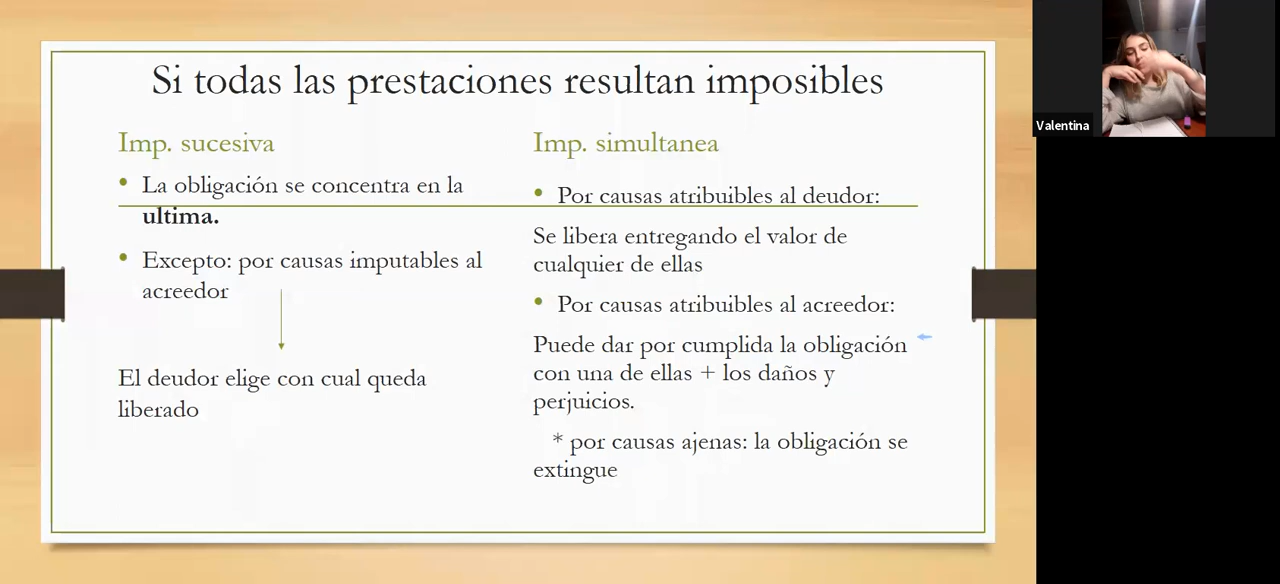 Si todas las prestaciones resultan imposibles
Imp. sucesiva
• La obligación se concentra en la
ultima.
• Excepto: por causas imputables al
acreedor
El deudor elige con cual queda
liberado
Imp. simultanea
• Por causas atribuibles al deudor:
Se libera entregando el valor de
cualquier de ellas
• Por causas atribuibles al acreedor:
Puede dar por cumplida la obligación
con una de ellas + los daños y
perjuicios.
* por causas ajenas: la obligación se
extingue
Valentina